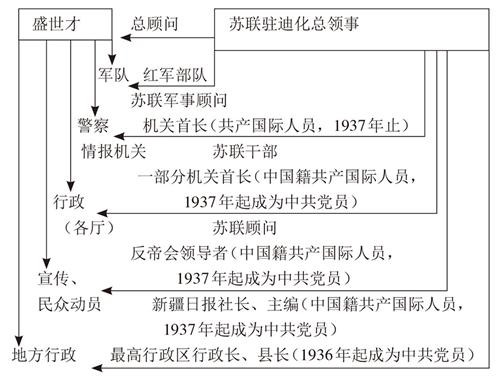 盛世才 总顾问 苏联驻迪化总领事
军队 红军部队
苏联军事顾问
警察 机关首长(共产国际人员，1937年止)
情报机关 苏联干部
一部分机关首长(中国籍共产国际人员，
行政 1937年起成为中共党员)
(各厅) 苏联顾问
反帝会领导者(中国籍共产国际人员，
宣传、 1937年起成为中共党员)
民众动员 新疆日报社长、主编(中国籍共产国际人员，
1937年起成为中共党员)
地方行政 最高行政区行政长、县长(1936年起成为中共党员)